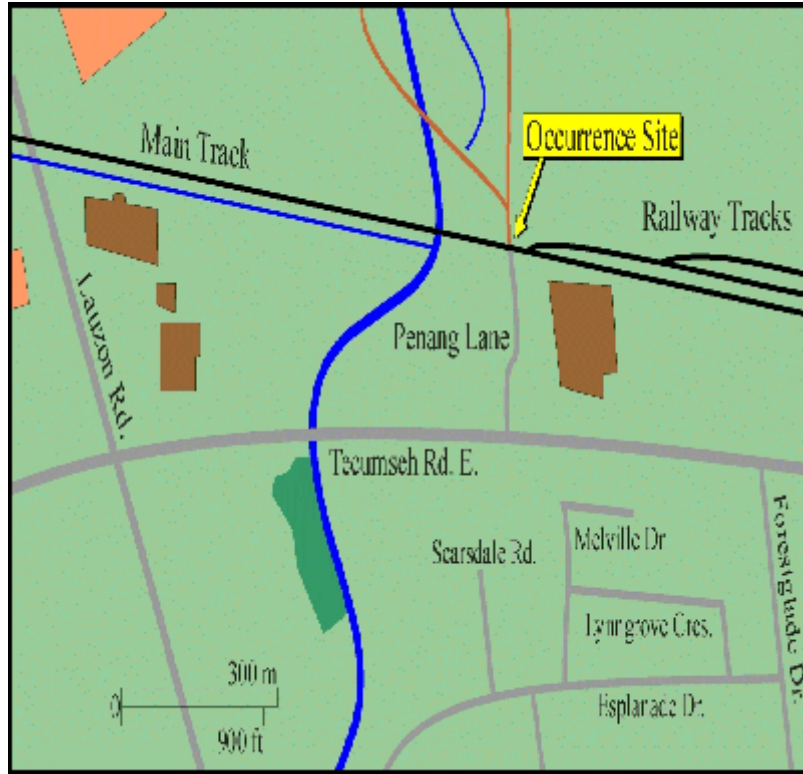 Main Track
Occurrence Site
Railway Tracks
Lauzon Rd.
Penang Lane
Tecumseh Rd. E.
Scarsdale Rd.
Melville Dr
Foresiglade Dr.
Lynngrove Cres.
Esplanade Dr.
0
300 m
900 ft